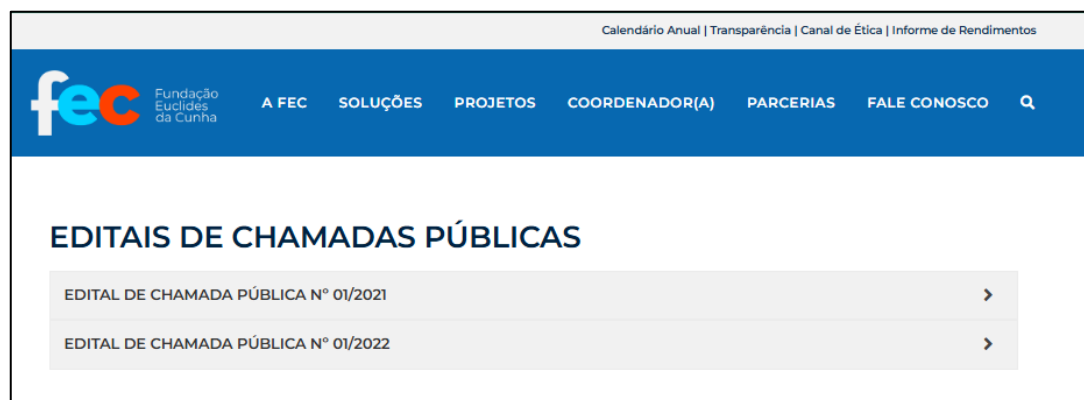 Calendário Anual | Transparência | Canal de Ética | Informe de Rendimentos
fec
Fundação
Euclides
da Cunha
A FEC SOLUÇÕES PROJETOS COORDENADOR(A) PARCERIAS FALE CONOSCO
EDITAIS DE CHAMADAS PÚBLICAS
EDITAL DE CHAMADA PÚBLICA Nº 01/2021
EDITAL DE CHAMADA PÚBLICA Nº 01/2022